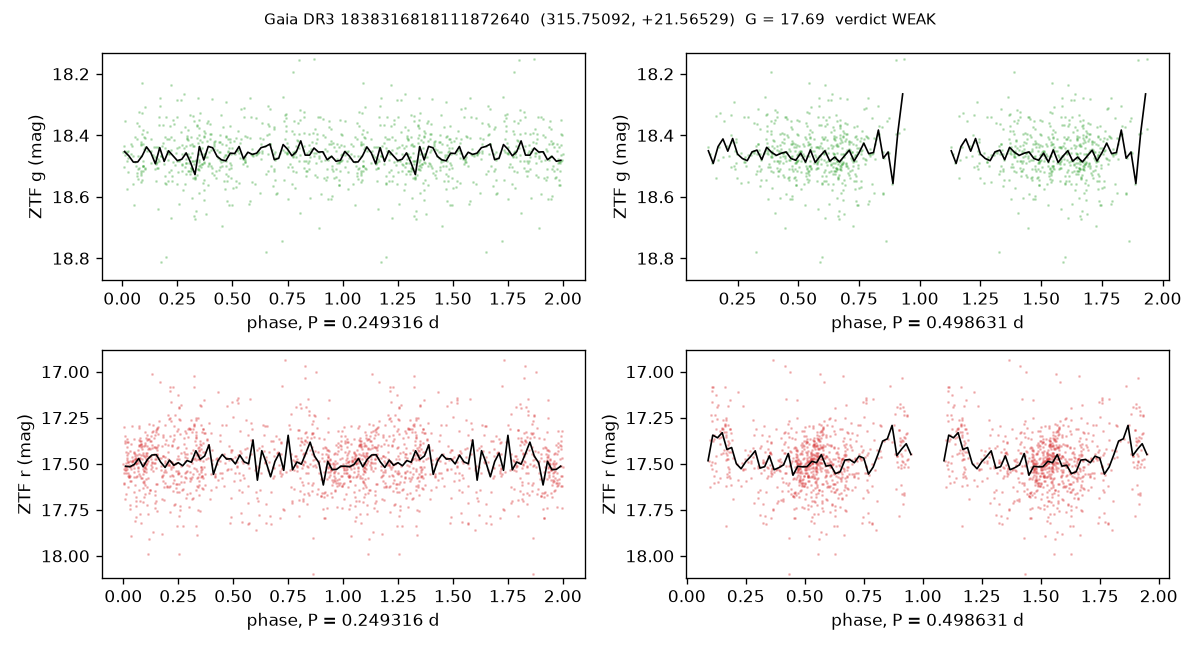 Gaia DR3 1838316818111872640 (315.75092, +21.56529) G = 17.69 verdict WEAK
ZTF g (mag)
18.2
18.4
18.6
18.8
0.00 0.25 0.50 0.75 1.00 1.25 1.50 1.75 2.00
phase, P = 0.249316 d
ZTF g (mag)
18.2
18.4
18.6
18.8
0.25 0.50 0.75 1.00 1.25 1.50 1.75 2.00
phase, P = 0.498631 d
ZTF r (mag)
17.00
17.25
17.50
17.75
18.00
0.00 0.25 0.50 0.75 1.00 1.25 1.50 1.75 2.00
phase, P = 0.249316 d
ZTF r (mag)
17.00
17.25
17.50
17.75
18.00
0.00 0.25 0.50 0.75 1.00 1.25 1.50 1.75 2.00
phase, P = 0.498631 d